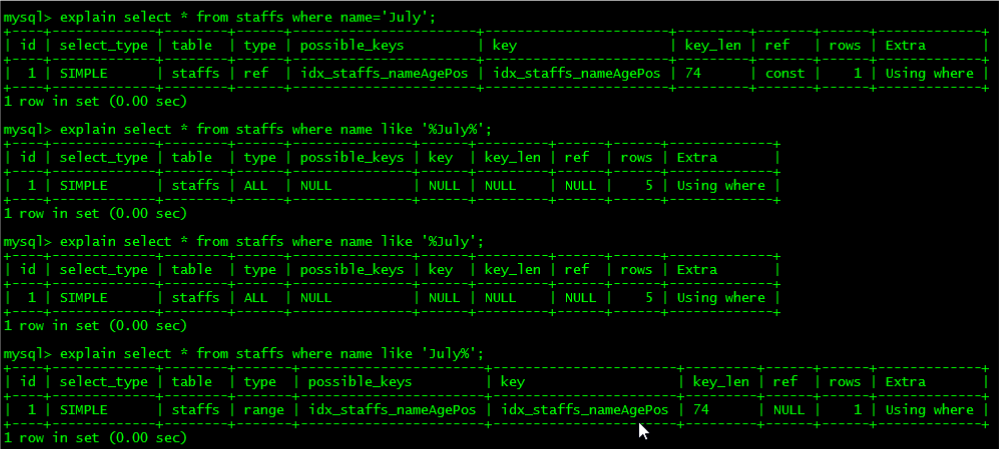 mysql> explain select * from staffs where name='July';
+----+-------------+--------+------+-----------------------+-----------------------+---------+-------+------+-------------+
| id | select_type | table | type | possible_keys | key | key_len | ref | rows | Extra |
+----+-------------+--------+------+-----------------------+-----------------------+---------+-------+------+-------------+
| 1 | SIMPLE | staffs | ref | idx_staffs_nameAgePos | idx_staffs_nameAgePos | 74 | const | 1 | Using where |
+----+-------------+--------+------+-----------------------+-----------------------+---------+-------+------+-------------+
1 row in set (0.00 sec)
mysql> explain select * from staffs where name like '%July%';
+----+-------------+--------+------+---------------+------+---------+------+------+-------------+
| id | select_type | table | type | possible_keys | key | key_len | ref | rows | Extra |
+----+-------------+--------+------+---------------+------+---------+------+------+-------------+
| 1 | SIMPLE | staffs | ALL | NULL | NULL | NULL | NULL | 5 | Using where |
+----+-------------+--------+------+---------------+------+---------+------+------+-------------+
1 row in set (0.00 sec)
mysql> explain select * from staffs where name like '%July';
+----+-------------+--------+------+---------------+------+---------+------+------+-------------+
| id | select_type | table | type | possible_keys | key | key_len | ref | rows | Extra |
+----+-------------+--------+------+---------------+------+---------+------+------+-------------+
| 1 | SIMPLE | staffs | ALL | NULL | NULL | NULL | NULL | 5 | Using where |
+----+-------------+--------+------+---------------+------+---------+------+------+-------------+
1 row in set (0.00 sec)
mysql> explain select * from staffs where name like 'July%';
+----+-------------+--------+-------+-----------------------+-----------------------+---------+------+------+-------------+
| id | select_type | table | type | possible_keys | key | key_len | ref | rows | Extra |
+----+-------------+--------+-------+-----------------------+-----------------------+---------+------+------+-------------+
| 1 | SIMPLE | staffs | range | idx_staffs_nameAgePos | idx_staffs_nameAgePos | 74 | NULL | 1 | Using where |
+----+-------------+--------+-------+-----------------------+-----------------------+---------+------+------+-------------+
1 row in set (0.00 sec)